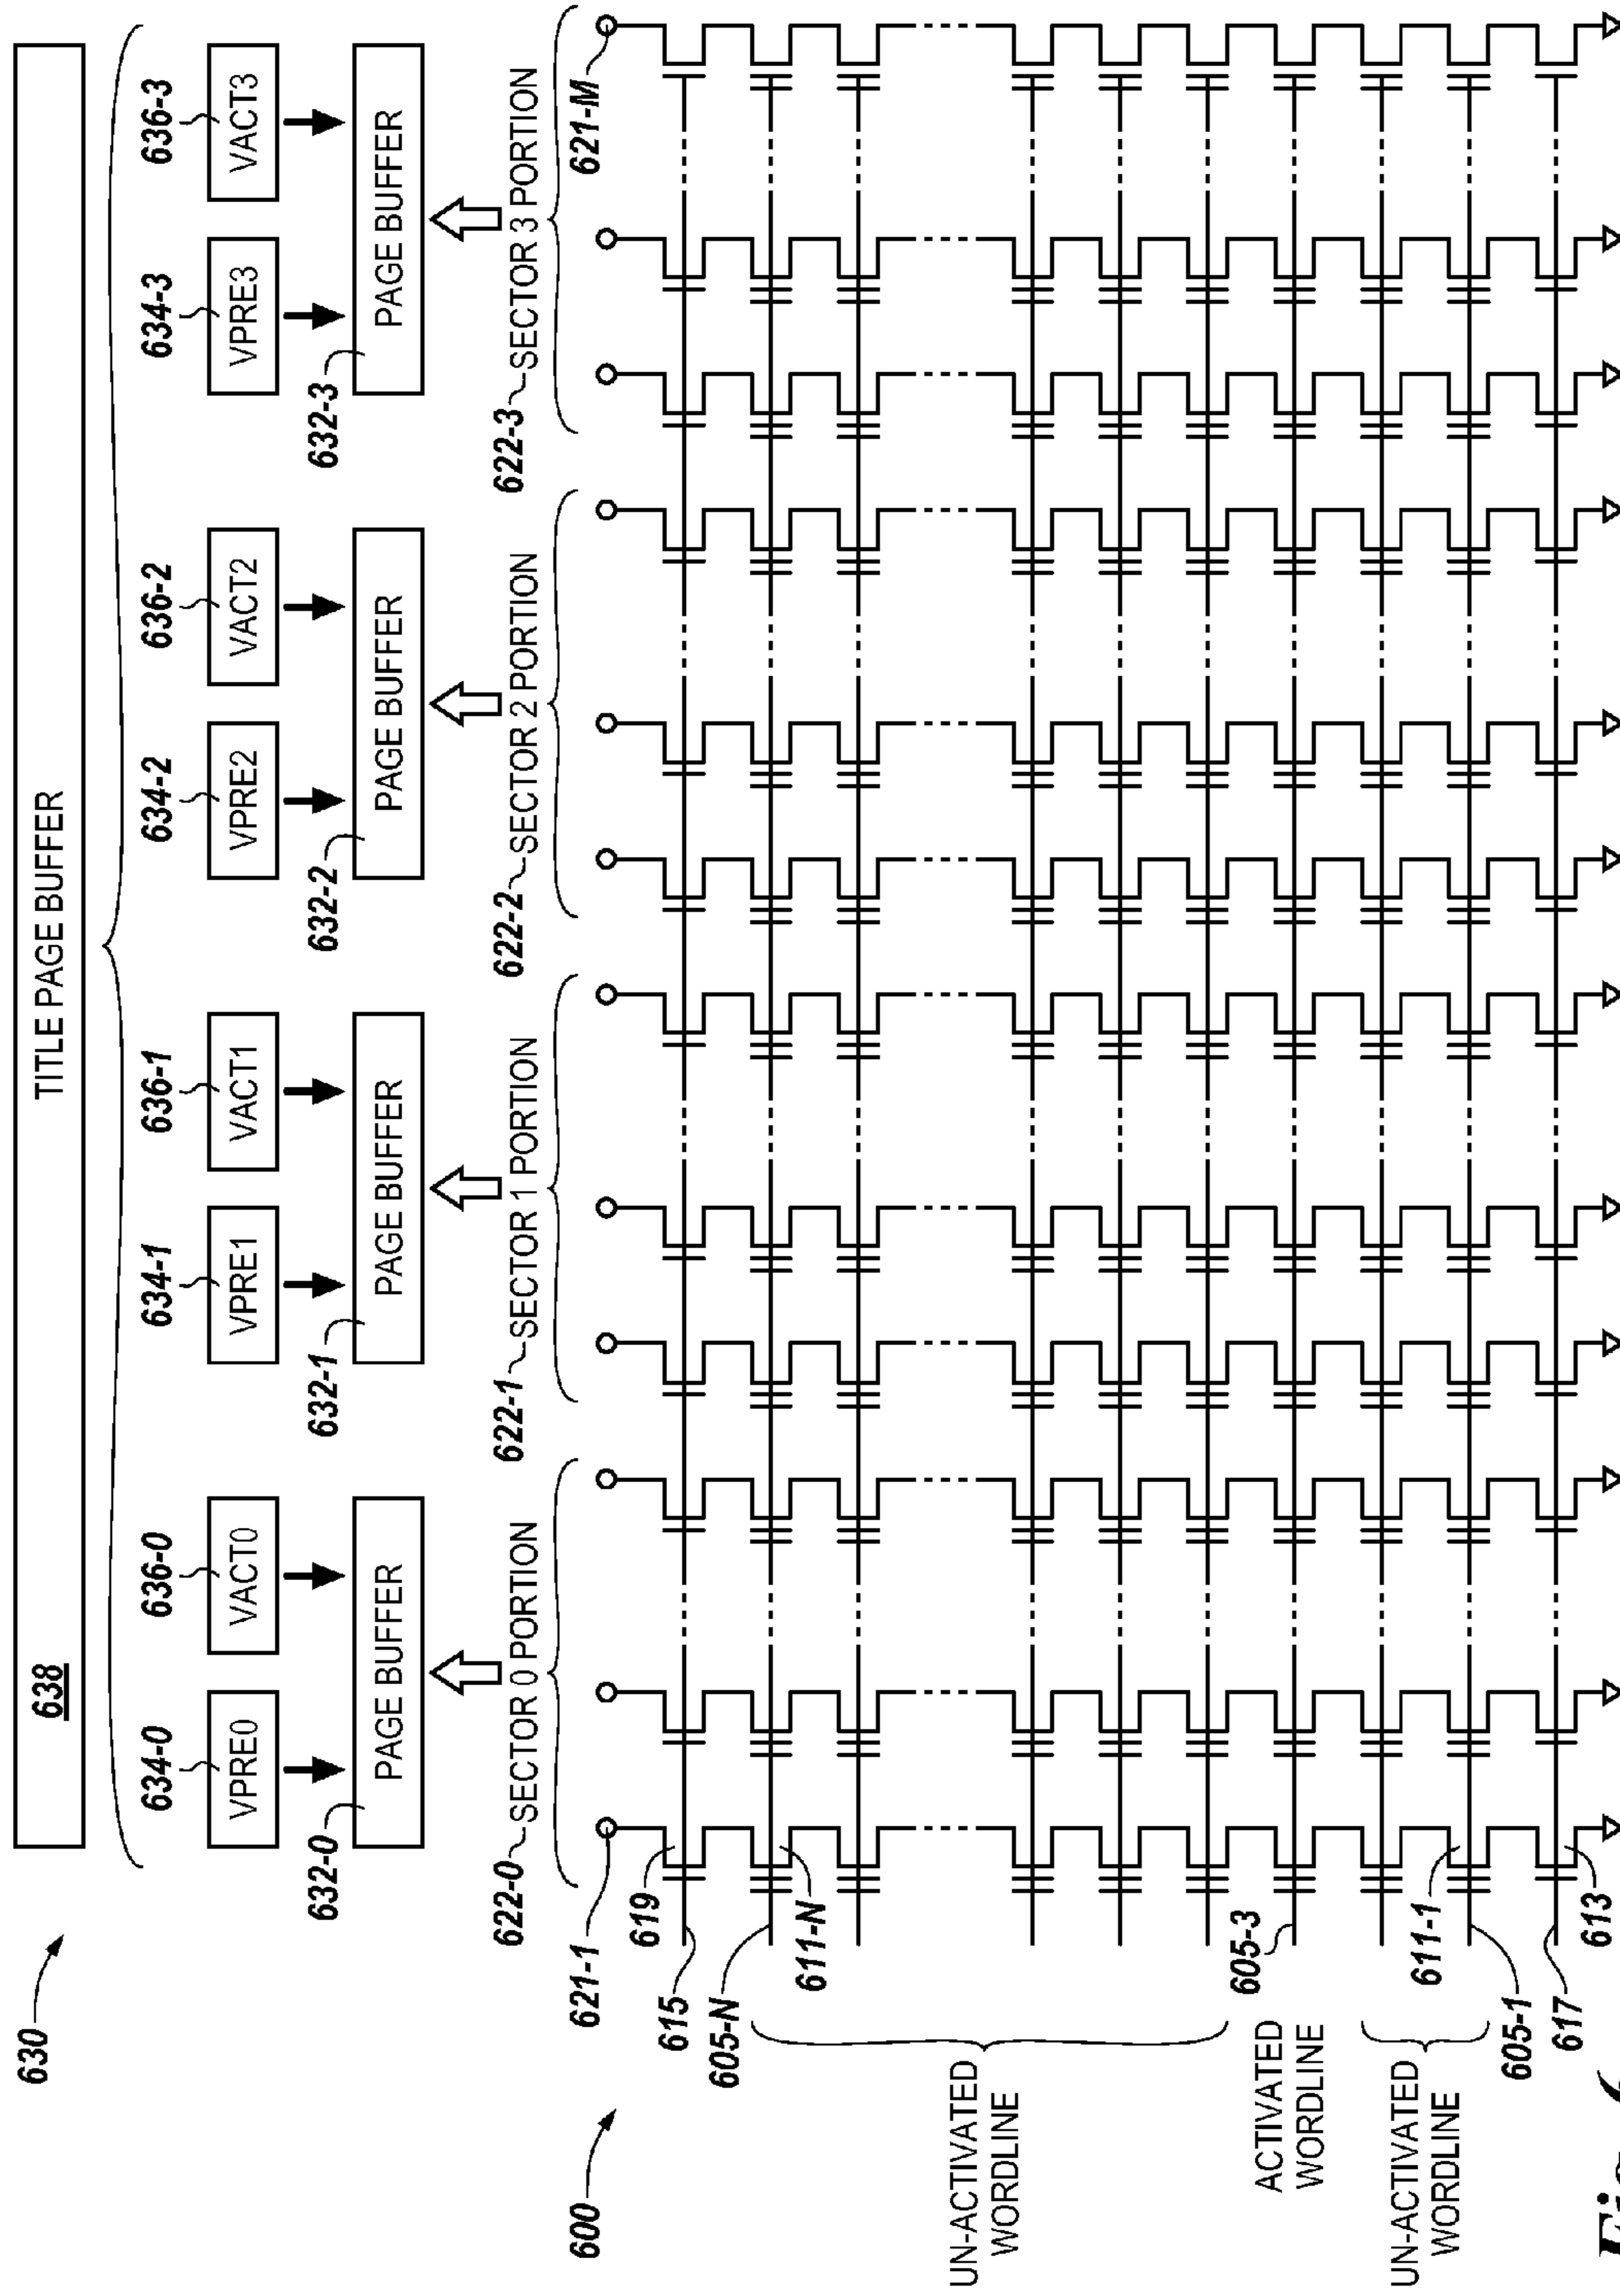 630
TITLE PAGE BUFFER
638
634-0
636-0
634-1
636-1
634-2
636-2
634-3
636-3
VPRE0
VACT0
VPRE1
VACT1
VPRE2
VACT2
VPRE3
VACT3
632-0
PAGE BUFFER
632-1
PAGE BUFFER
632-2
PAGE BUFFER
632-3
PAGE BUFFER
622-0
SECTOR 0 PORTION
622-1
SECTOR 1 PORTION
622-2
SECTOR 2 PORTION
622-3
SECTOR 3 PORTION
600
621-1
621-M
619
615
605-N
611-N
UN-ACTIVATED
WORDLINE
605-3
ACTIVATED
WORDLINE
611-1
UN-ACTIVATED
WORDLINE
605-1
617
613
Fig. 6